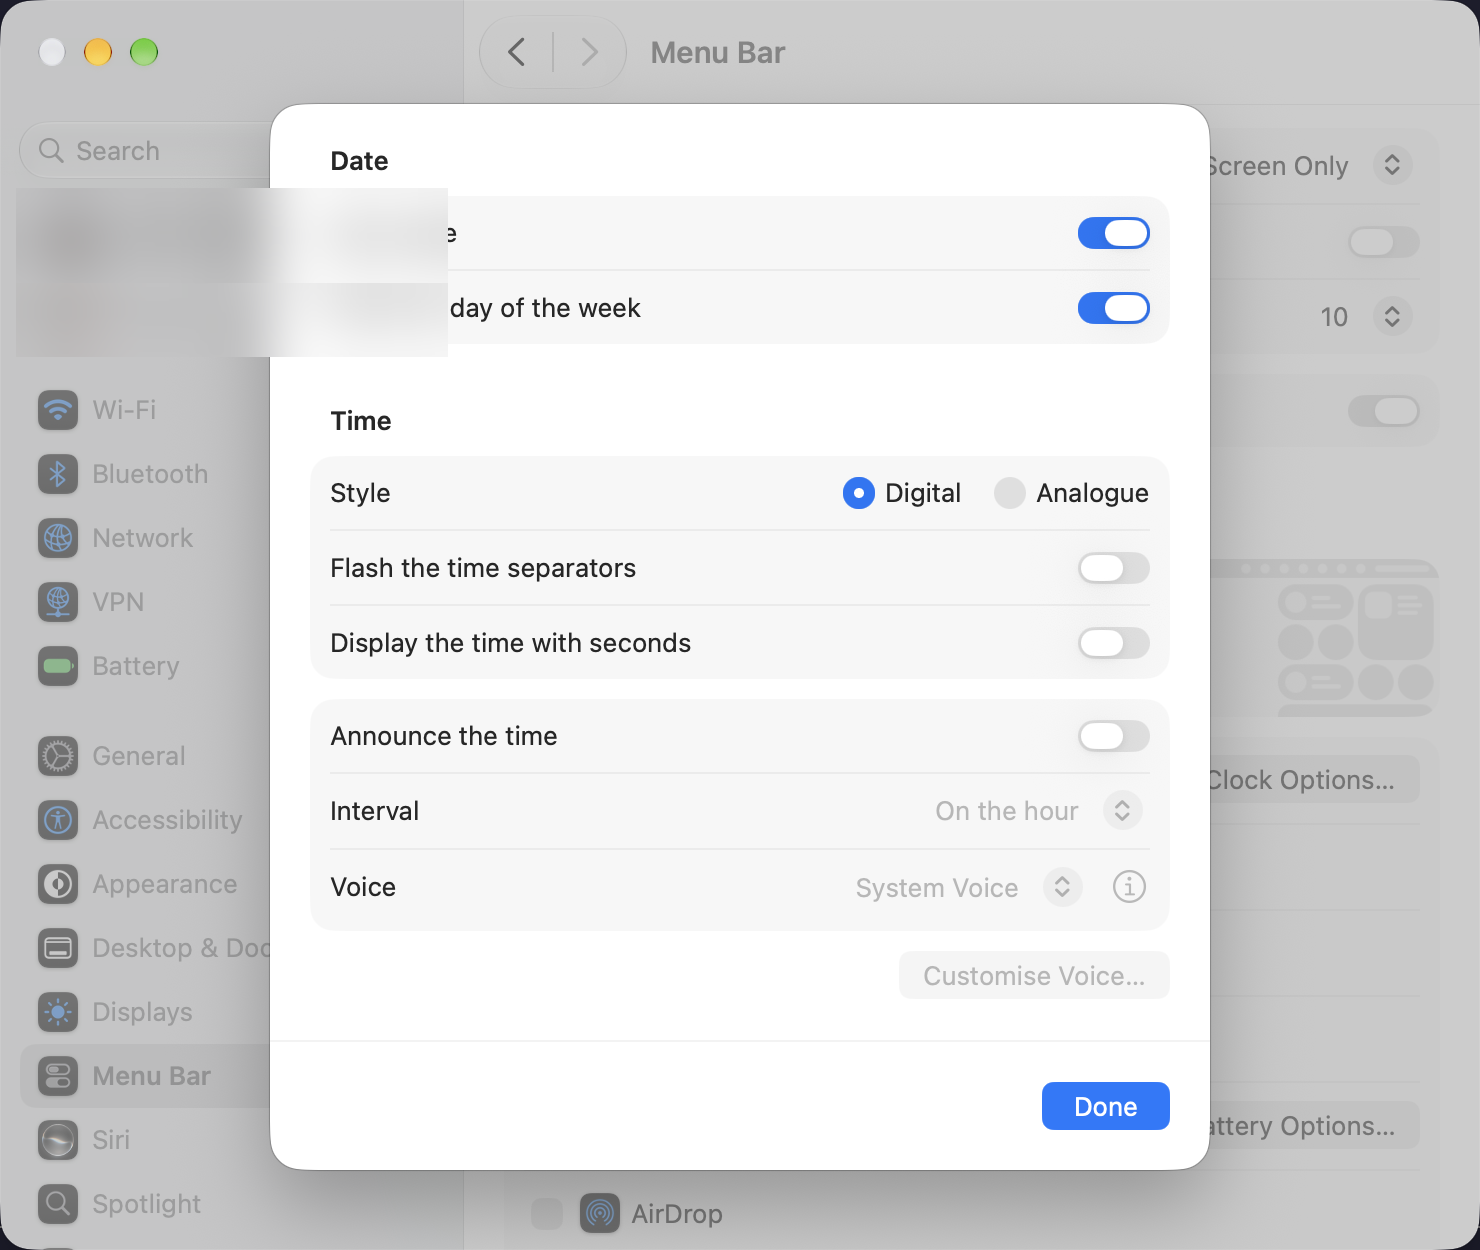 Menu Bar
Search
Wi-Fi
Bluetooth
Network
VPN
Battery
General
Accessibility
Appearance
Desktop & Doc
Displays
Menu Bar
Siri
Spotlight
Date
e
day of the week
Time
Style Digital Analogue
Flash the time separators
Display the time with seconds
Announce the time
Interval On the hour
Voice System Voice
Customise Voice...
Done
Screen Only
10
Clock Options...
attery Options...
AirDrop